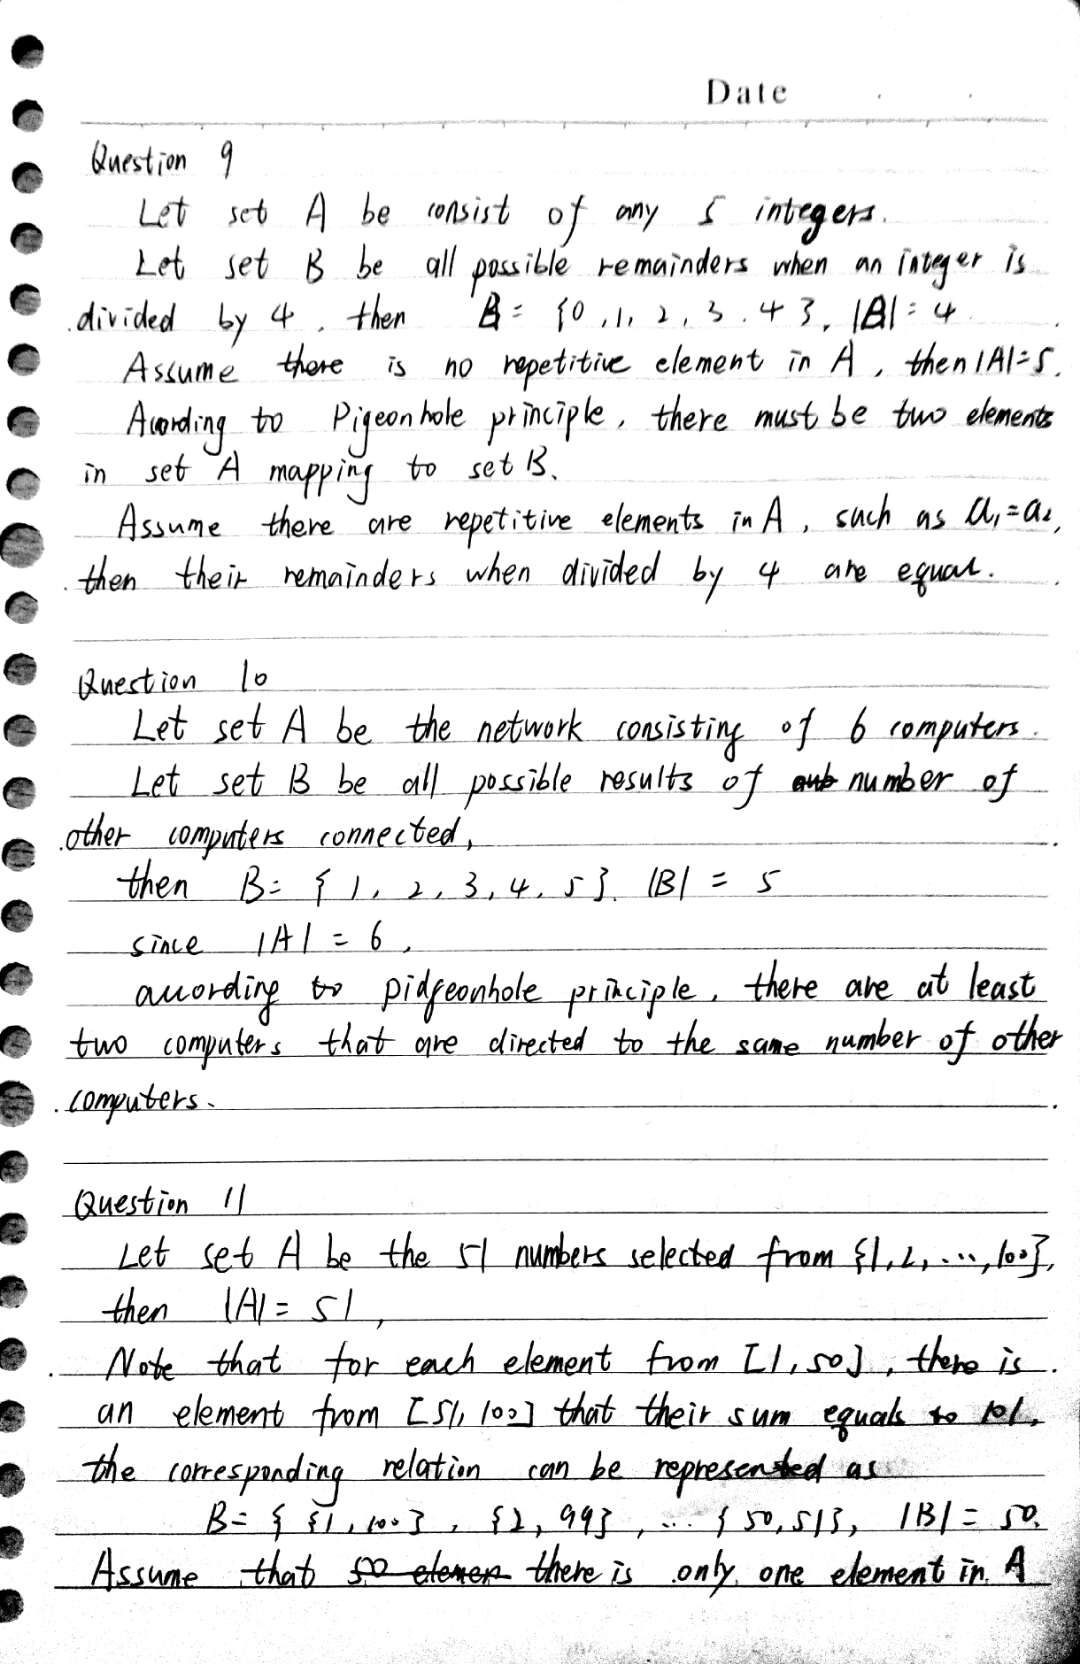 Date
Question 9
Let set A be consist of any 5 integers.
Let set B be all possible remainders when an integer is
divided by 4, then B = {0, 1, 2, 3, 4}, |B| = 4
Assume there is no repetitive element in A, then |A|=5.
Acording to Pigeonhole principle, there must be two elements
in set A mapping to set B.
Assume there are repetitive elements in A, such as a₁=a₂,
then their remainders when divided by 4 are equal.
Question 10
Let set A be the network consisting of 6 computers.
Let set B be all possible results of number of
other computers connected,
then B= {1, 2, 3, 4, 5}. |B| = 5
since |A| = 6,
according to pidgeonhole principle, there are at least
two computers that are directed to the same number of other
computers.
Question 11
Let set A be the 51 numbers selected from {1,2,...,100},
then |A| = 51,
Note that for each element from [1,50], there is
an element from [51,100] that their sum equals to 101,
the corresponding relation can be represented as
B= { {1,100}, {2,99}, ... {50,51}, |B| = 50.
Assume that 50 elemen there is only one element in A